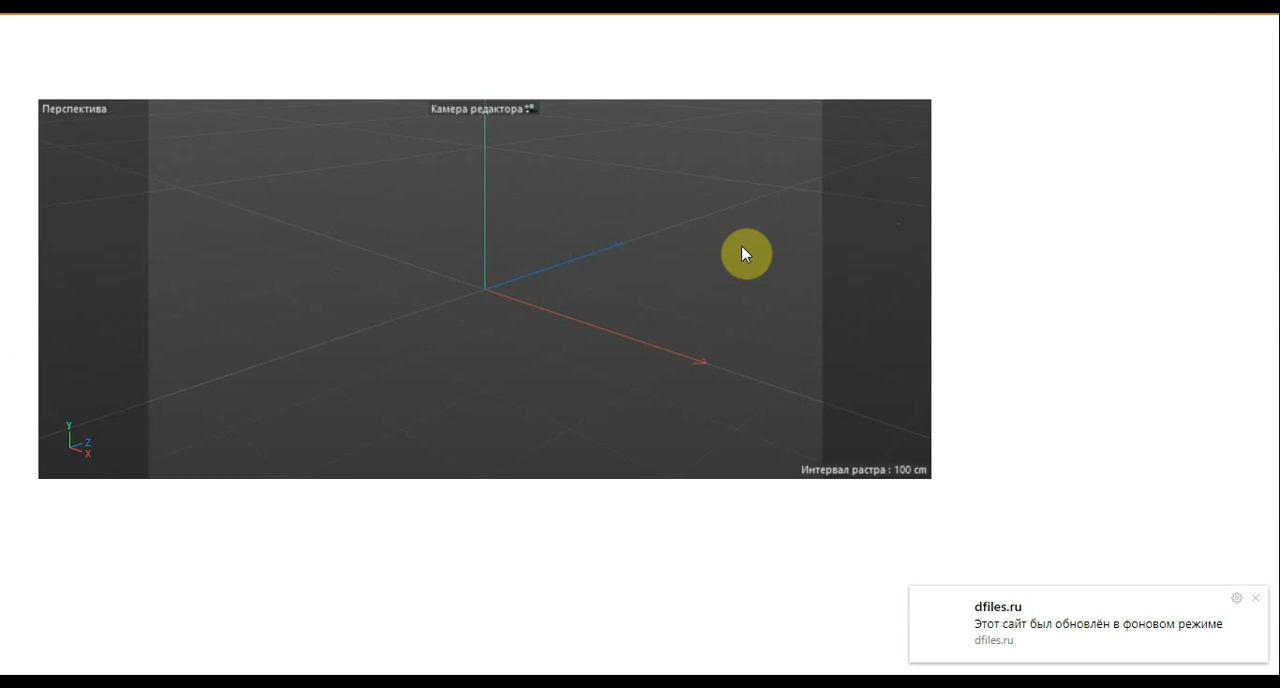 Перспектива
Камера редактора
Y
Z
X
Интервал растра : 100 cm
dfiles.ru
Этот сайт был обновлён в фоновом режиме
dfiles.ru